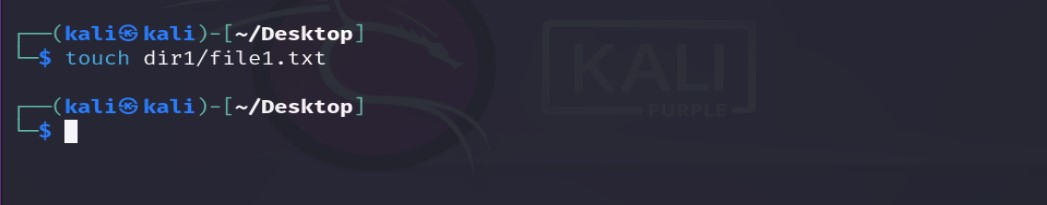 ┌──(kali㉿kali)-[~/Desktop]
└─$ touch dir1/file1.txt
┌──(kali㉿kali)-[~/Desktop]
└─$
KALI
PURPLE